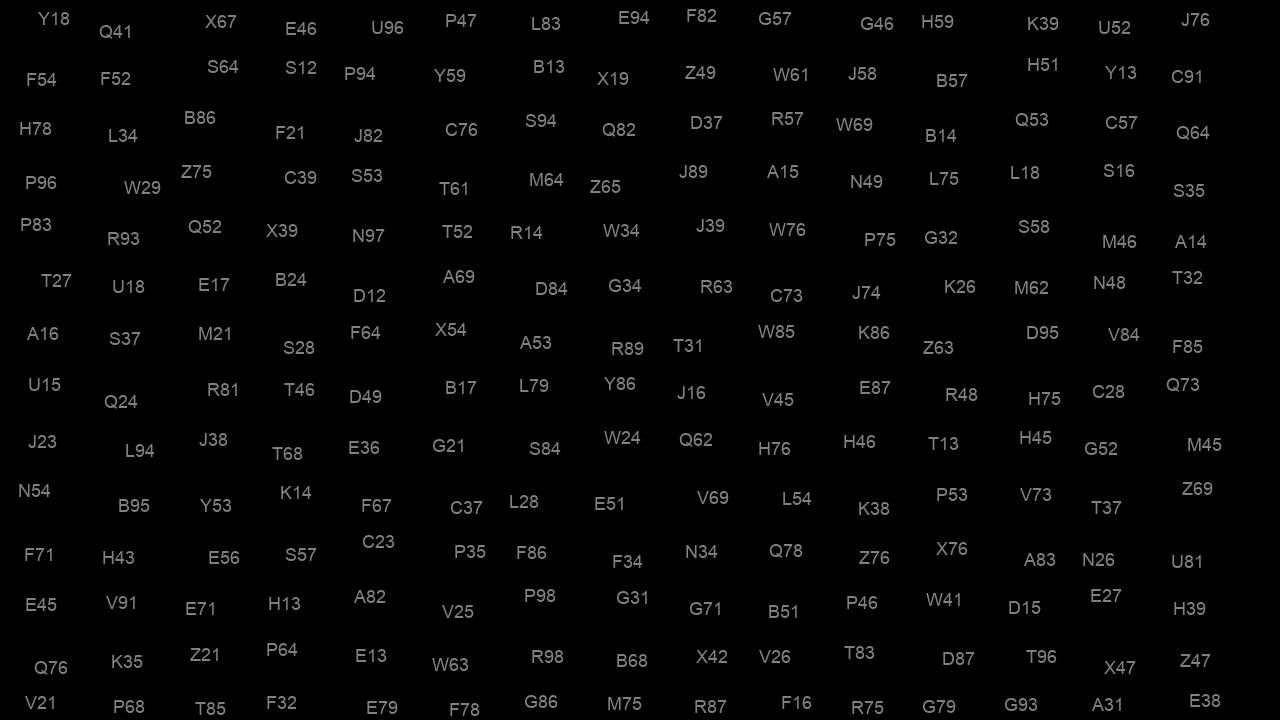 Y18 Q41 X67 E46 U96 P47 L83 E94 F82 G57 G46 H59 K39 U52 J76
F54 F52 S64 S12 P94 Y59 B13 X19 Z49 W61 J58 B57 H51 Y13 C91
H78 L34 B86 F21 J82 C76 S94 Q82 D37 R57 W69 B14 Q53 C57 Q64
P96 W29 Z75 C39 S53 T61 M64 Z65 J89 A15 N49 L75 L18 S16 S35
P83 R93 Q52 X39 N97 T52 R14 W34 J39 W76 P75 G32 S58 M46 A14
T27 U18 E17 B24 D12 A69 D84 G34 R63 C73 J74 K26 M62 N48 T32
A16 S37 M21 S28 F64 X54 A53 R89 T31 W85 K86 Z63 D95 V84 F85
U15 Q24 R81 T46 D49 B17 L79 Y86 J16 V45 E87 R48 H75 C28 Q73
J23 L94 J38 T68 E36 G21 S84 W24 Q62 H76 H46 T13 H45 G52 M45
N54 B95 Y53 K14 F67 C37 L28 E51 V69 L54 K38 P53 V73 T37 Z69
F71 H43 E56 S57 C23 P35 F86 F34 N34 Q78 Z76 X76 A83 N26 U81
E45 V91 E71 H13 A82 V25 P98 G31 G71 B51 P46 W41 D15 E27 H39
Q76 K35 Z21 P64 E13 W63 R98 B68 X42 V26 T83 D87 T96 X47 Z47
V21 P68 T85 F32 E79 F78 G86 M75 R87 F16 R75 G79 G93 A31 E38